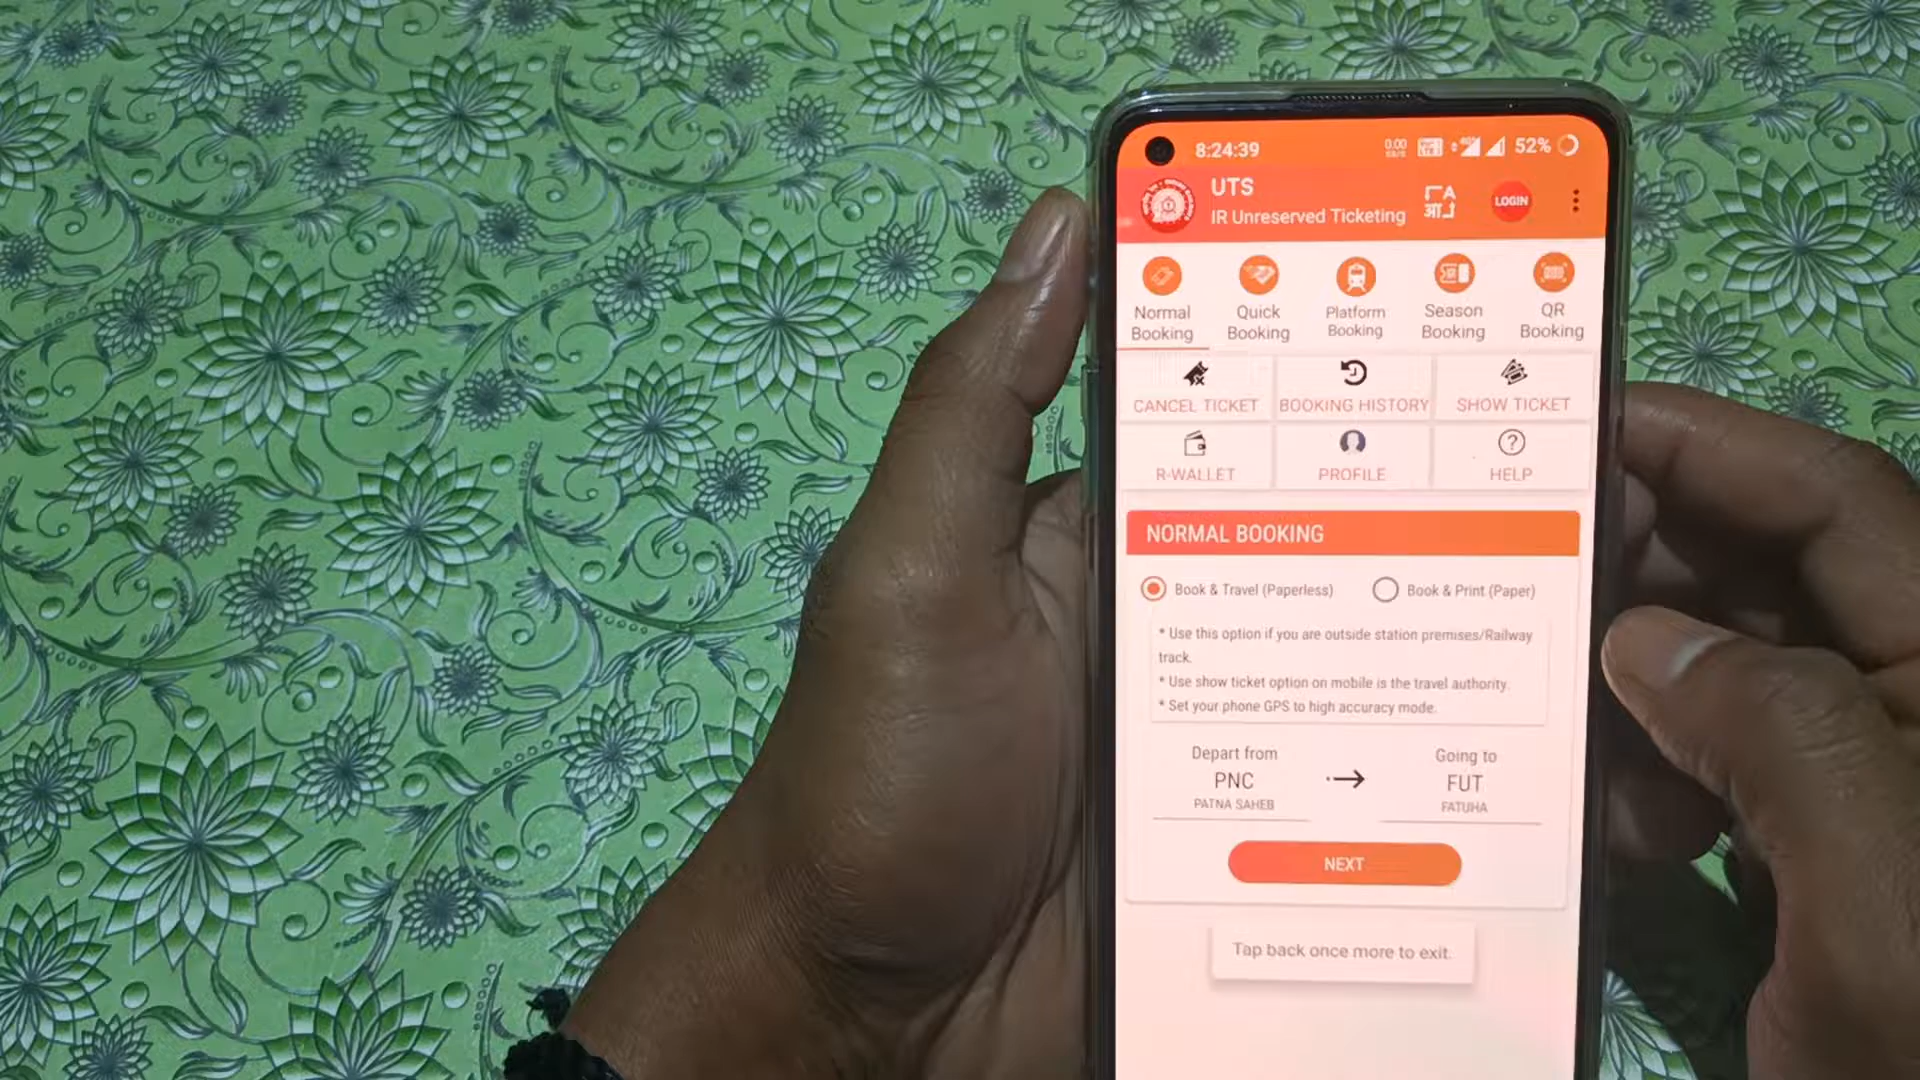 8:24:39
0.00
52%
UTS
IR Unreserved Ticketing
A
अा
LOGIN
Normal Booking
Quick Booking
Platform Booking
Season Booking
QR Booking
CANCEL TICKET
BOOKING HISTORY
SHOW TICKET
R-WALLET
PROFILE
HELP
NORMAL BOOKING
Book & Travel (Paperless)
Book & Print (Paper)
* Use this option if you are outside station premises/Railway
track.
* Use show ticket option on mobile is the travel authority.
* Set your phone GPS to high accuracy mode.
Depart from
PNC
PATNA SAHEB
Going to
FUT
FATUHA
NEXT
Tap back once more to exit.